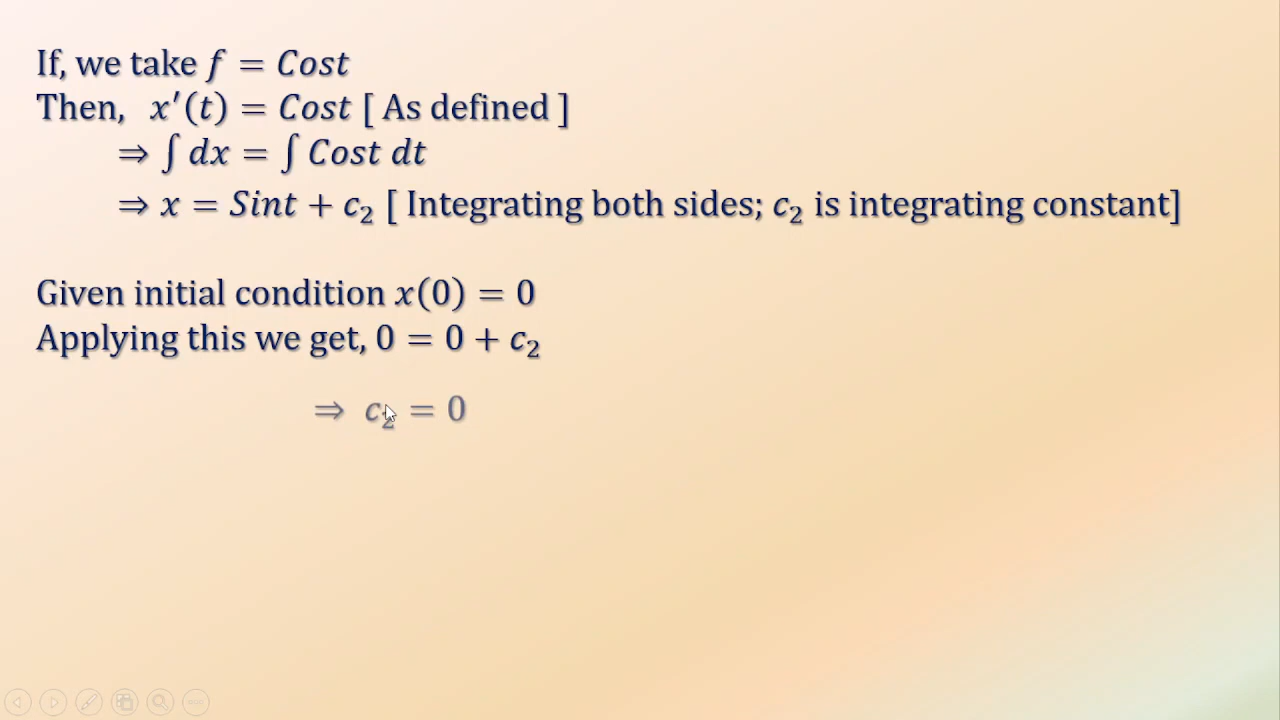 If, we take f = Cost
Then, x′(t) = Cost [ As defined ]
⇒ ∫ dx = ∫ Cost dt
⇒ x = Sint + c₂ [ Integrating both sides; c₂ is integrating constant]
Given initial condition x(0) = 0
Applying this we get, 0 = 0 + c₂
⇒ c₂ = 0